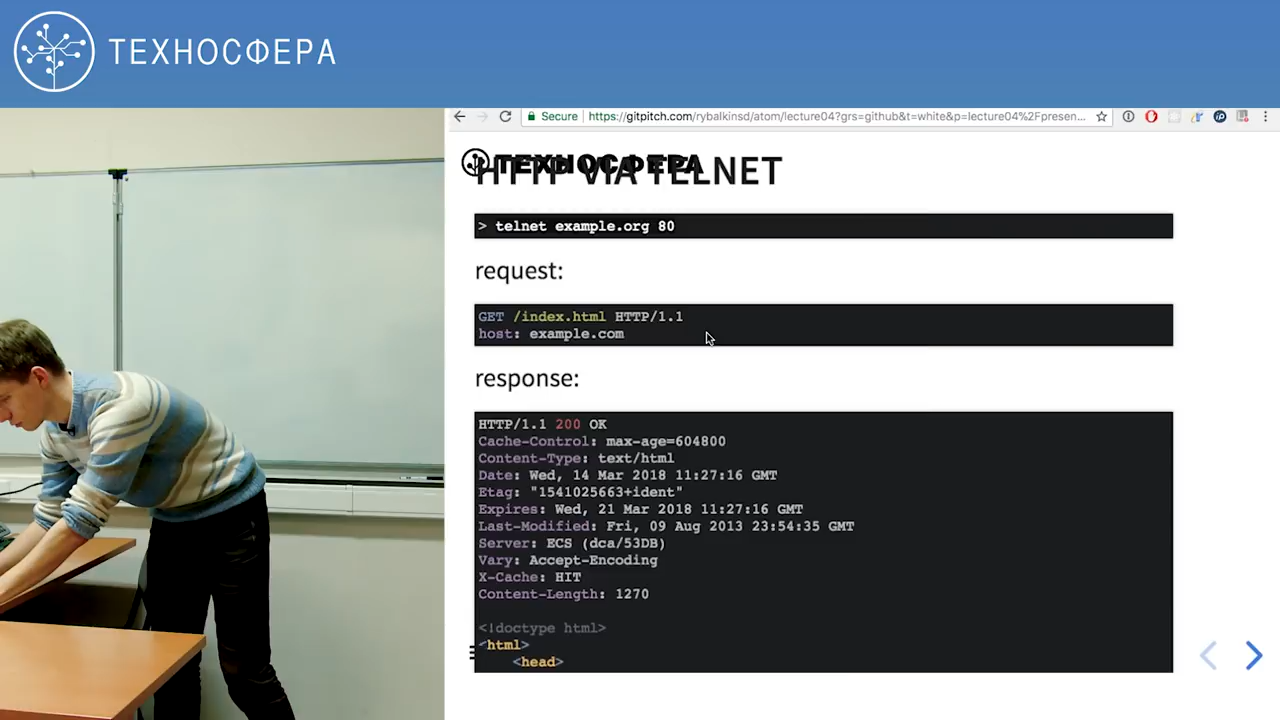 ТЕХНОСФЕРА
Secure https://gitpitch.com/rybalkinsd/atom/lecture04?grs=github&t=white&p=lecture04%2Fpresen...
ТЕХНОСФЕРА
HTTP VIA TELNET
> telnet example.org 80
request:
GET /index.html HTTP/1.1
host: example.com
response:
HTTP/1.1 200 OK
Cache-Control: max-age=604800
Content-Type: text/html
Date: Wed, 14 Mar 2018 11:27:16 GMT
Etag: "1541025663+ident"
Expires: Wed, 21 Mar 2018 11:27:16 GMT
Last-Modified: Fri, 09 Aug 2013 23:54:35 GMT
Server: ECS (dca/53DB)
Vary: Accept-Encoding
X-Cache: HIT
Content-Length: 1270
<!doctype html>
<html>
<head>